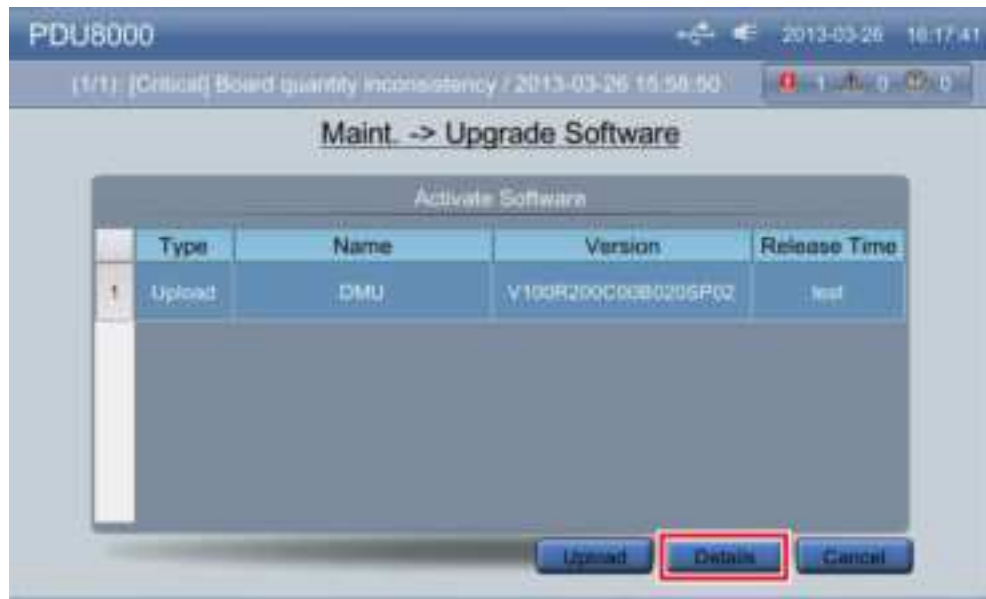 PDU8000 2013-03-26 16:17:41
(1/1) [Critical] Board quantity inconsistency / 2013-03-26 15:58:50 1 0 0
Maint. -> Upgrade Software
Activate Software
Type Name Version Release Time
1 Upload DMU V100R200C00B020SP02 test
Upload Details Cancel